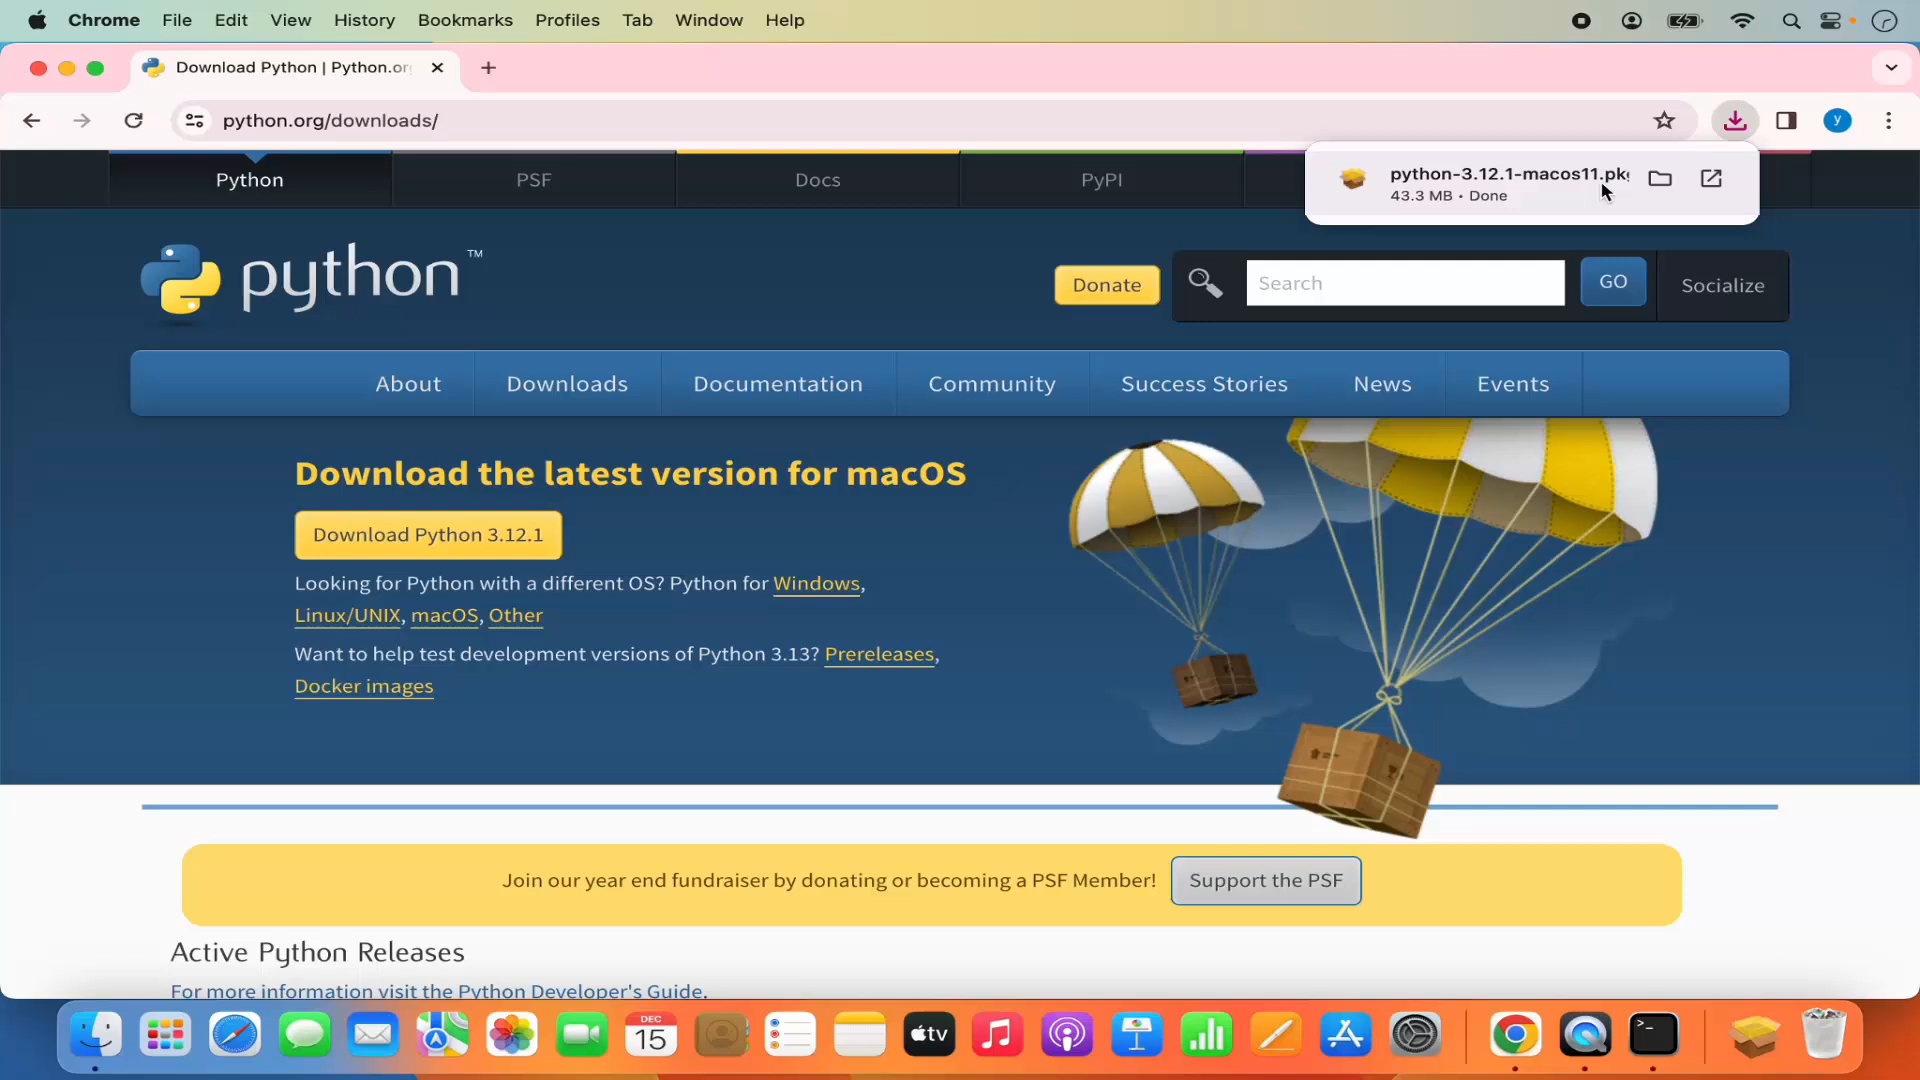 Chrome File Edit View History Bookmarks Profiles Tab Window Help
Download Python | Python.or
python.org/downloads/
y
python-3.12.1-macos11.pk
43.3 MB • Done
Python PSF Docs PyPI
python™
Donate
Search
GO
Socialize
About Downloads Documentation Community Success Stories News Events
Download the latest version for macOS
Download Python 3.12.1
Looking for Python with a different OS? Python for Windows,
Linux/UNIX, macOS, Other
Want to help test development versions of Python 3.13? Prereleases,
Docker images
Join our year end fundraiser by donating or becoming a PSF Member! Support the PSF
Active Python Releases
For more information visit the Python Developer's Guide.
DEC
15
tv
>_